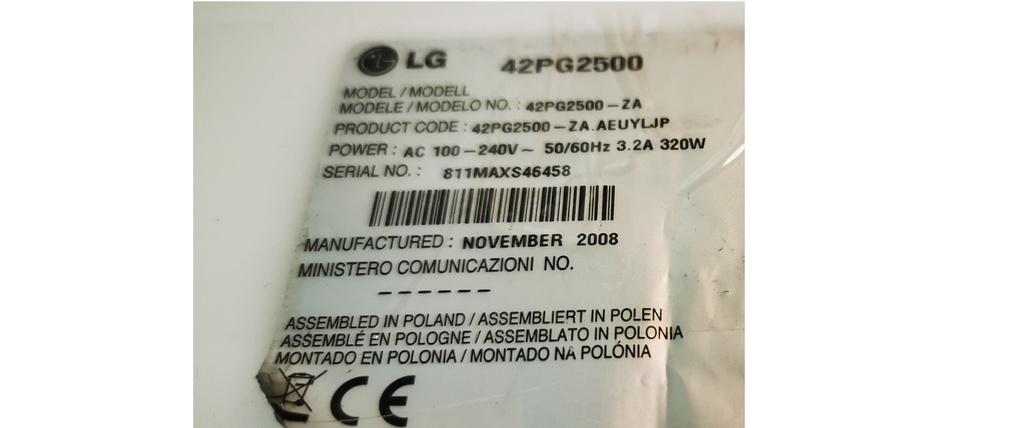 LG 42PG2500
MODEL / MODELL
MODELE / MODELO NO. : 42PG2500-ZA
PRODUCT CODE : 42PG2500-ZA.AEUYLJP
POWER : AC 100-240V~ 50/60Hz 3.2A 320W
SERIAL NO. : 811MAXS46458
MANUFACTURED : NOVEMBER 2008
MINISTERO COMUNICAZIONI NO.
– – – – – –
ASSEMBLED IN POLAND / ASSEMBLIERT IN POLEN
ASSEMBLÉ EN POLOGNE / ASSEMBLATO IN POLONIA
MONTADO EN POLONIA / MONTADO NA POLÓNIA
CE